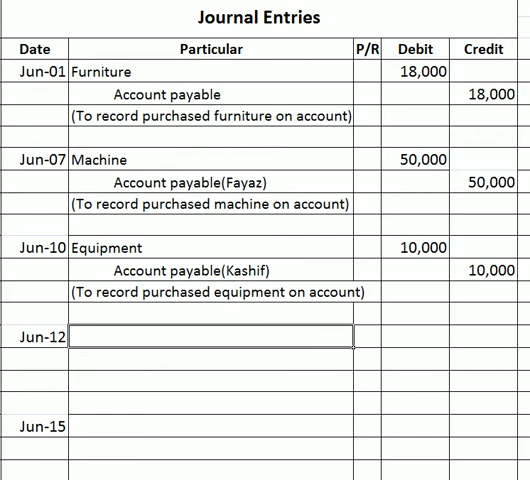 Journal Entries
Date Particular P/R Debit Credit
Jun-01 Furniture 18,000
Account payable 18,000
(To record purchased furniture on account)
Jun-07 Machine 50,000
Account payable(Fayaz) 50,000
(To record purchased machine on account)
Jun-10 Equipment 10,000
Account payable(Kashif) 10,000
(To record purchased equipment on account)
Jun-12
Jun-15